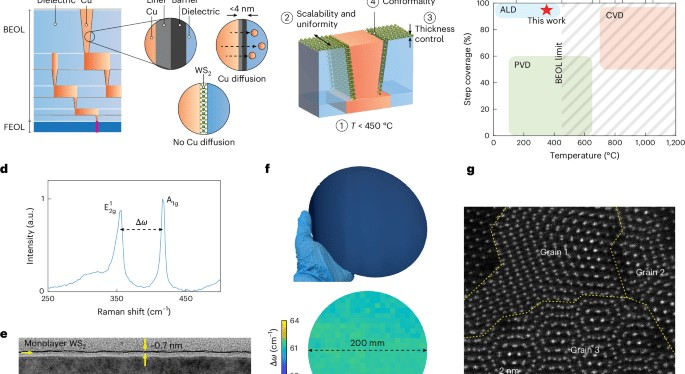 Dielectric Cu
Liner Barrier
Cu
Dielectric
<4 nm
BEOL
Cu diffusion
WS2
No Cu diffusion
FEOL
④ Conformality
② Scalability and
uniformity
③
Thickness
control
① T < 450 °C
Step coverage (%)
100
80
60
40
20
0
ALD
This work
CVD
PVD
BEOL limit
0 200 400 600 800 1,000 1,200
Temperature (°C)
d
Intensity (a.u.)
1
0
E¹2g
A1g
Δω
250 350 450
Raman shift (cm⁻¹)
e
Monolayer WS2
~0.7 nm
f
64
61
Δω (cm⁻¹)
200 mm
g
Grain 1
Grain 2
Grain 3
2 nm